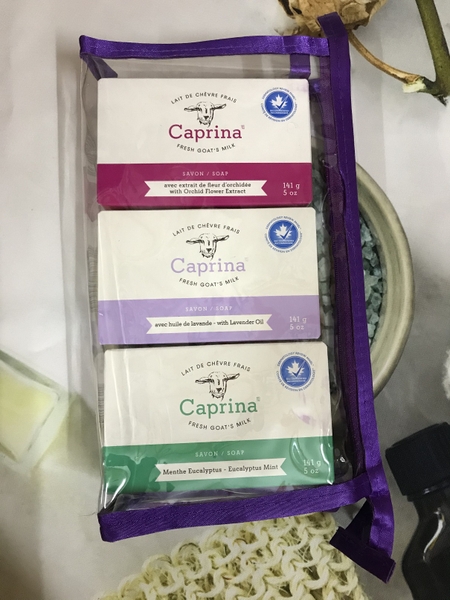 LAIT DE CHÈVRE FRAIS
Caprina®
FRESH GOAT'S MILK
SAVON / SOAP
avec extrait de fleur d'orchidée
with Orchid Flower Extract
141 g
5 oz
LAIT DE CHÈVRE FRAIS
Caprina®
FRESH GOAT'S MILK
SAVON / SOAP
avec huile de lavande - with Lavender Oil
141 g
5 oz
LAIT DE CHÈVRE FRAIS
Caprina®
FRESH GOAT'S MILK
SAVON / SOAP
Menthe Eucalyptus - Eucalyptus Mint
141 g
5 oz